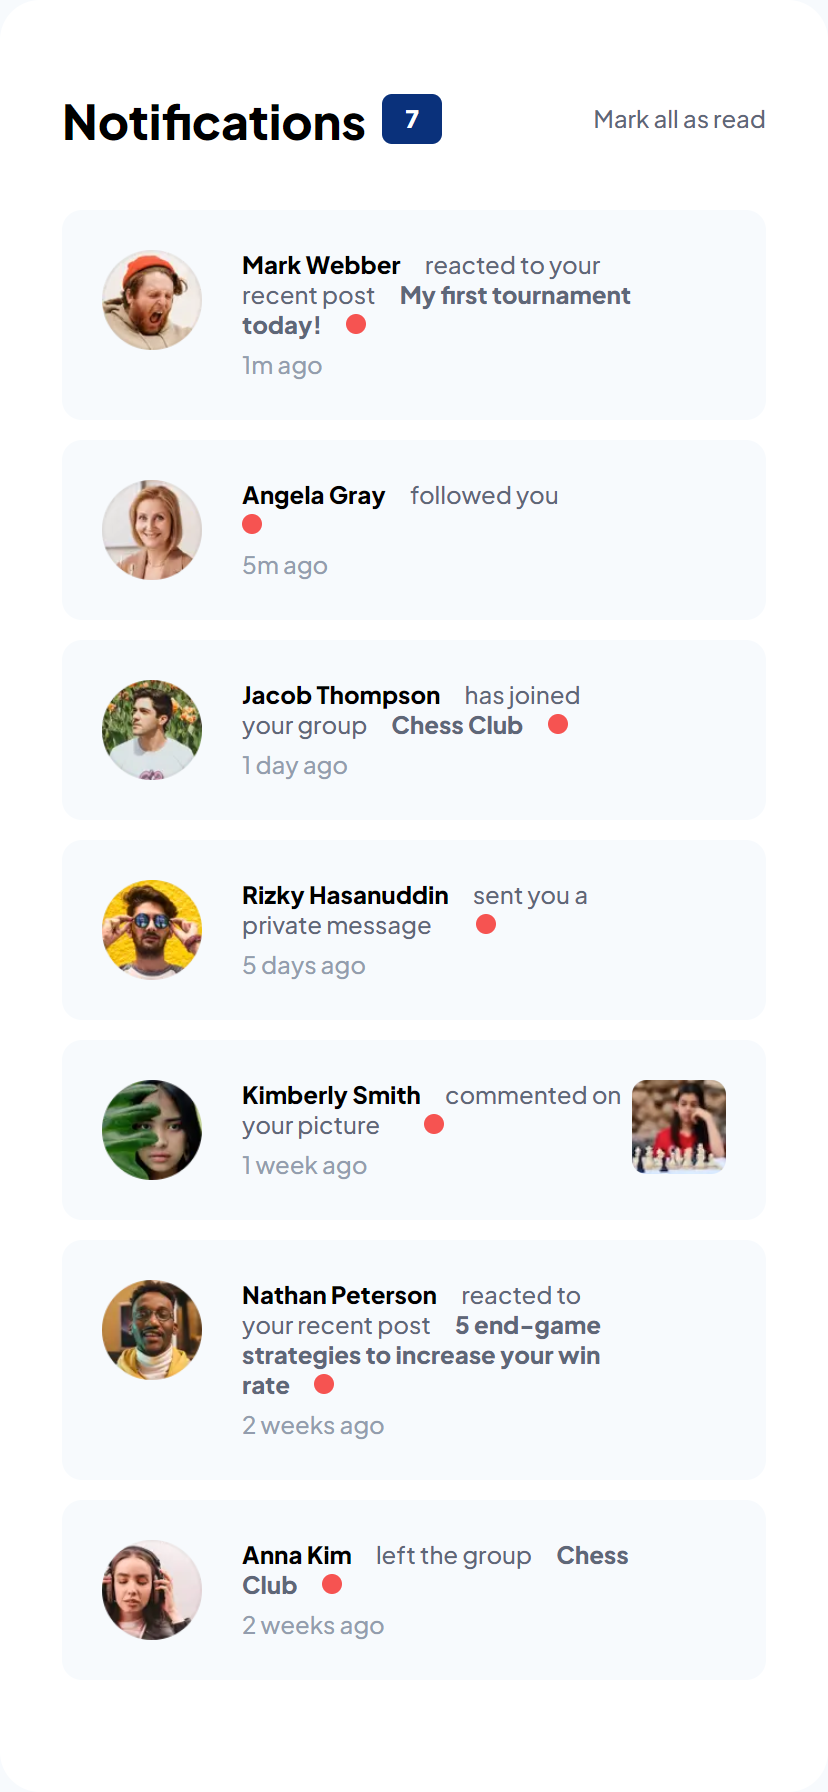 Notifications 7 Mark all as read
Mark Webber reacted to your
recent post My first tournament
today!
1m ago
Angela Gray followed you
5m ago
Jacob Thompson has joined
your group Chess Club
1 day ago
Rizky Hasanuddin sent you a
private message
5 days ago
Kimberly Smith commented on
your picture
1 week ago
Nathan Peterson reacted to
your recent post 5 end-game
strategies to increase your win
rate
2 weeks ago
Anna Kim left the group Chess
Club
2 weeks ago